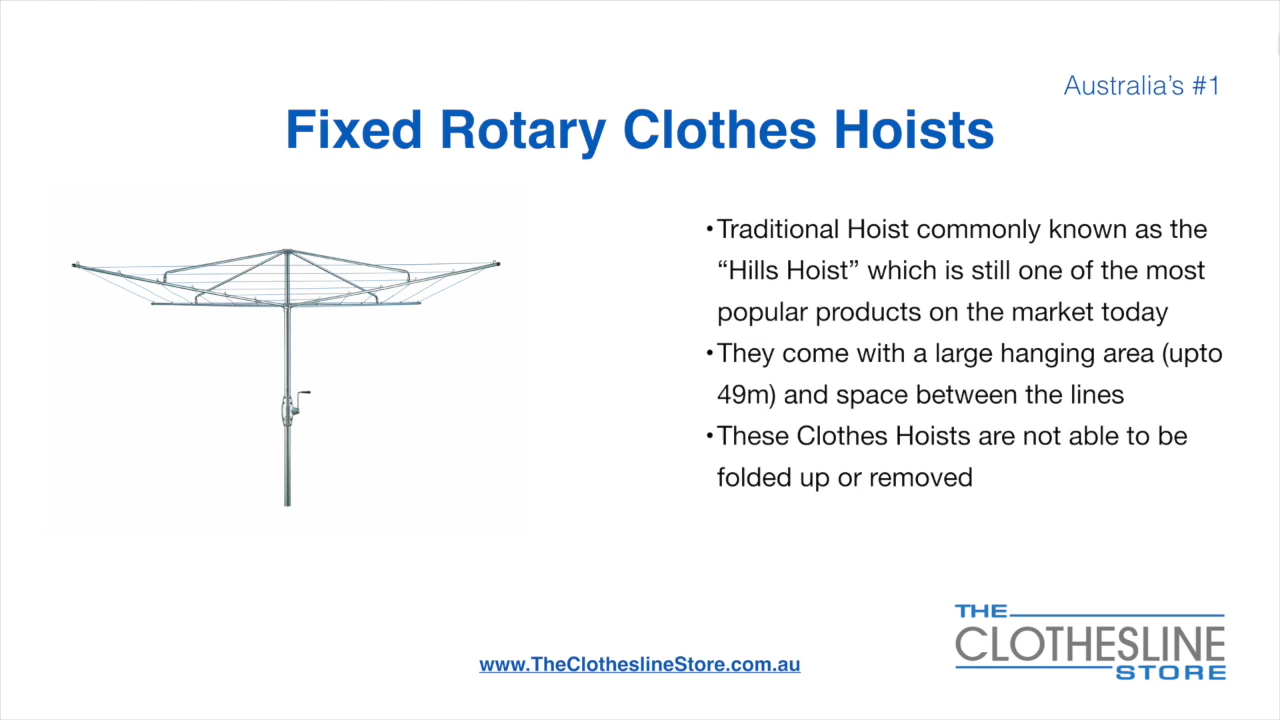 Australia's #1
Fixed Rotary Clothes Hoists
•Traditional Hoist commonly known as the
“Hills Hoist” which is still one of the most
popular products on the market today
•They come with a large hanging area (upto
49m) and space between the lines
•These Clothes Hoists are not able to be
folded up or removed
THE
CLOTHESLINE
STORE
www.TheClotheslineStore.com.au